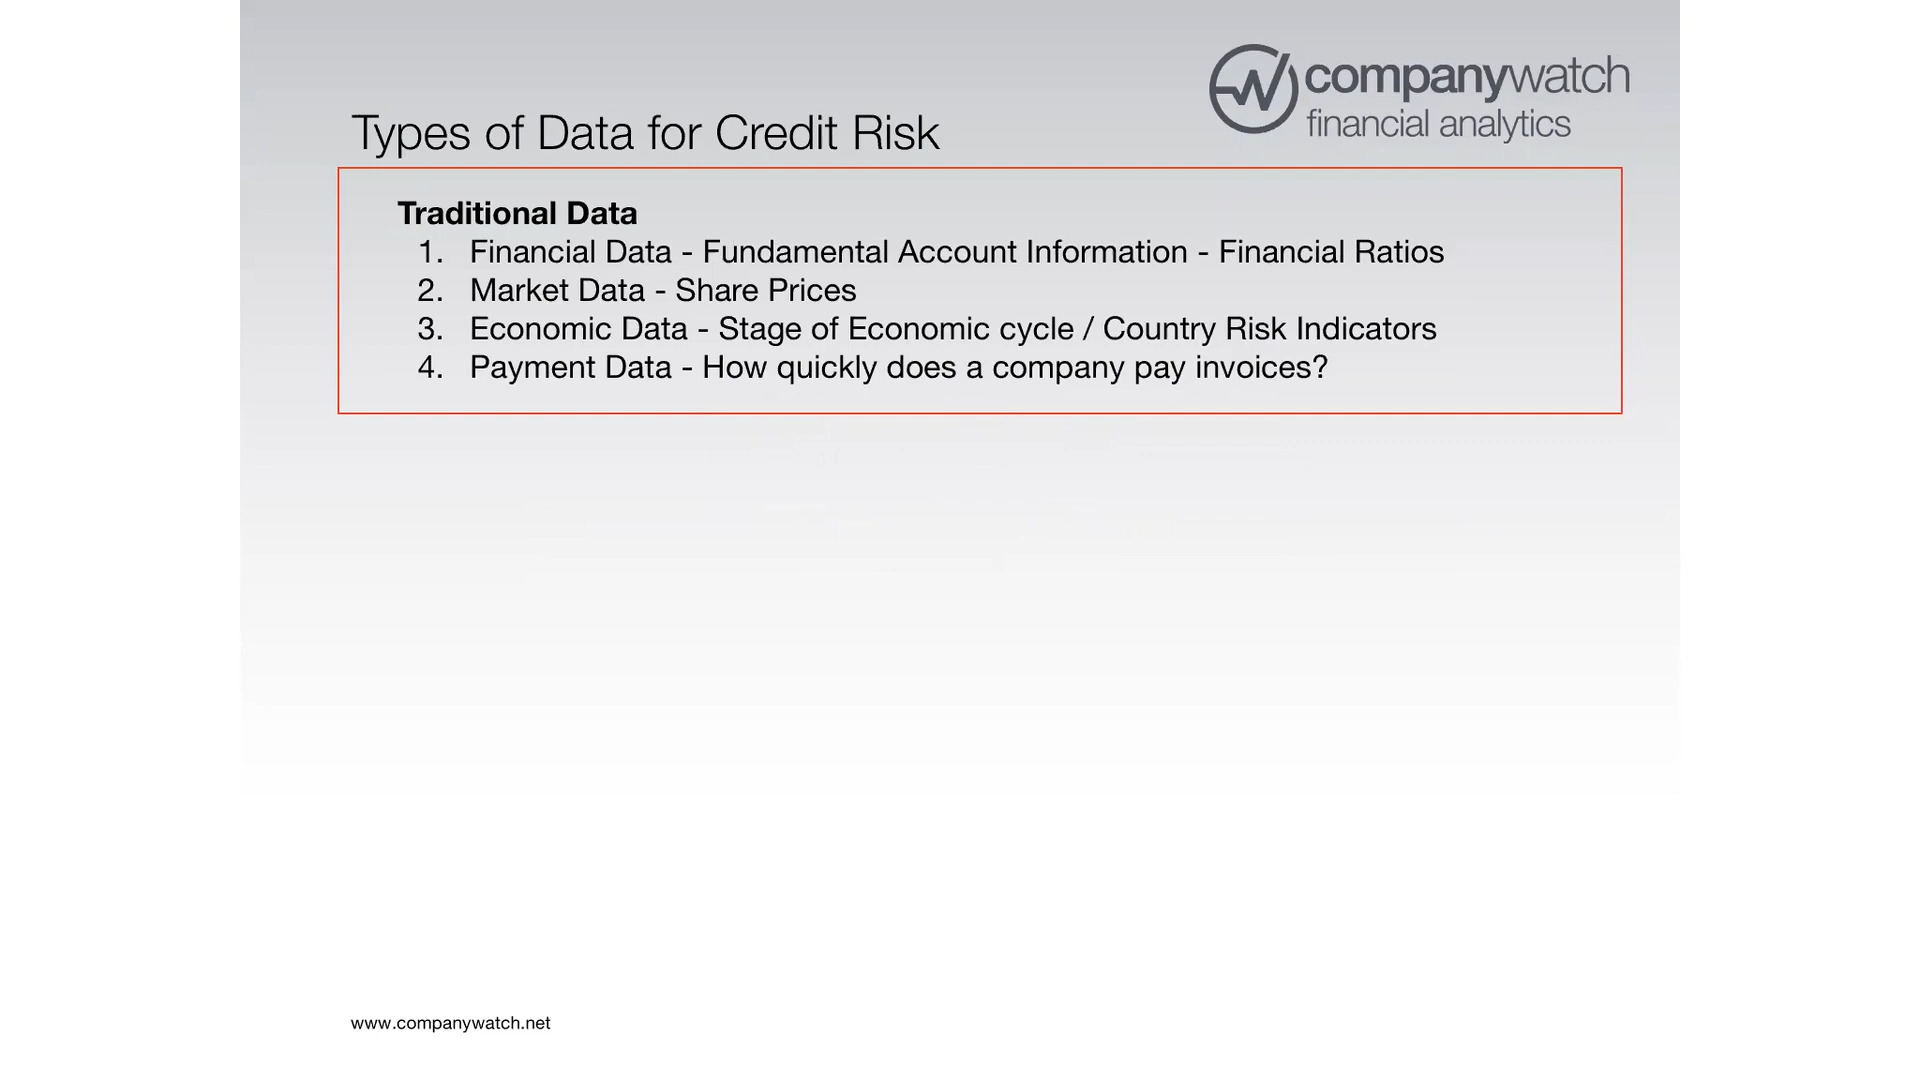 companywatch
financial analytics
Types of Data for Credit Risk
Traditional Data
1. Financial Data - Fundamental Account Information - Financial Ratios
2. Market Data - Share Prices
3. Economic Data - Stage of Economic cycle / Country Risk Indicators
4. Payment Data - How quickly does a company pay invoices?
www.companywatch.net